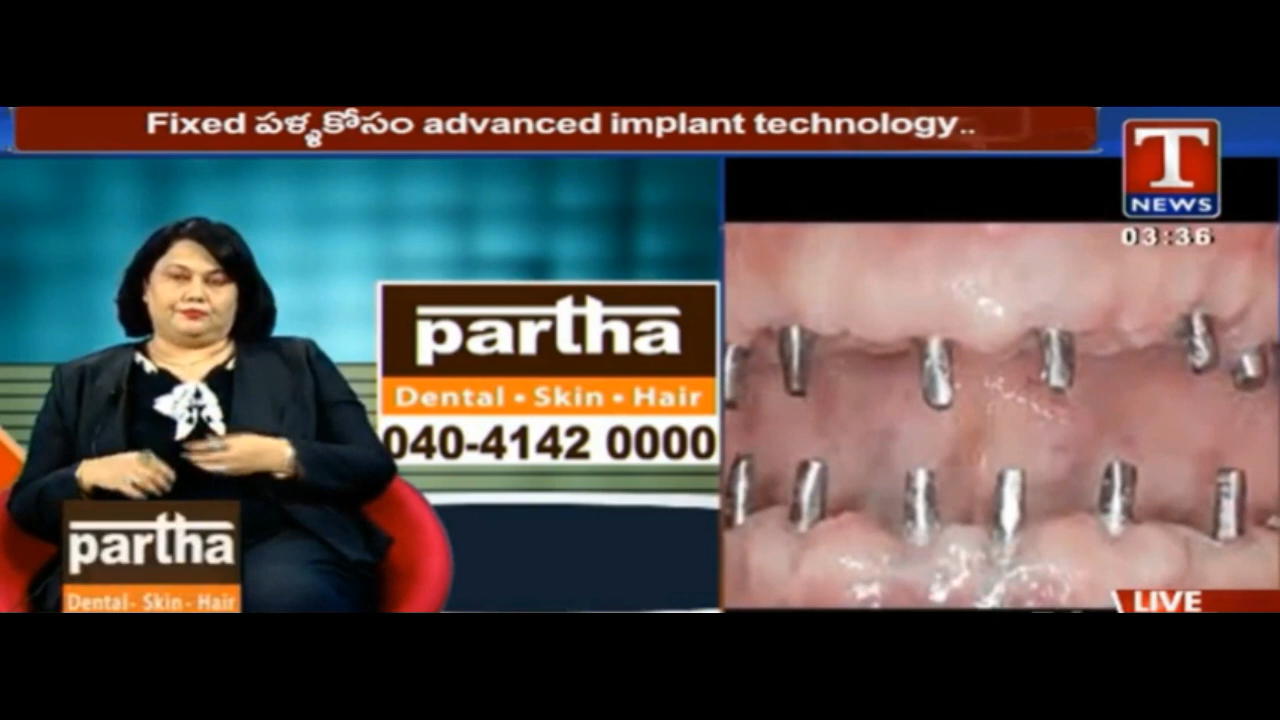 Fixed పళ్ళకోసం advanced implant technology..
T
NEWS
03:36
partha
Dental • Skin • Hair
040-4142 0000
partha
Dental - Skin - Hair
LIVE